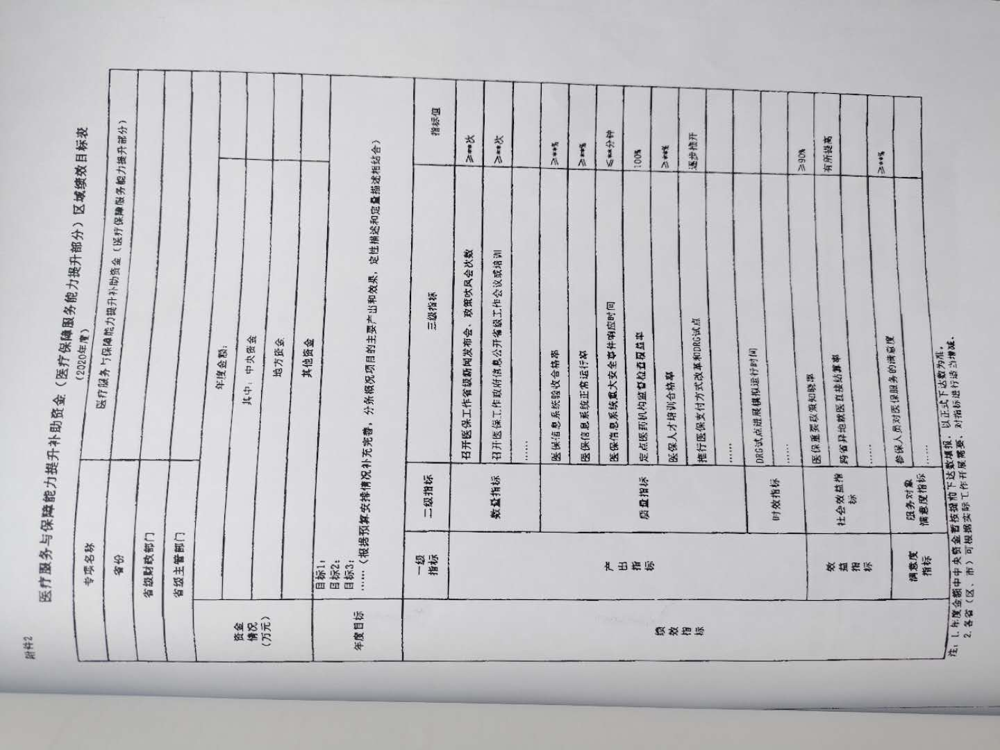 附件2
医疗服务与保障能力提升补助资金（医疗保障服务能力提升部分）区域绩效目标表
（2020年度）
专项名称 医疗服务与保障能力提升补助资金（医疗保障服务能力提升部分）
省份
省级财政部门
省级主管部门
资金
情况
（万元）
年度金额：
其中：中央资金
地方资金
其他资金
年度目标
目标1：
目标2：
目标3：
……（根据预算安排情况补充完善，分条概况项目的主要产出和效果，定性描述和定量描述相结合）
绩
效
指
标
一级
指标
二级指标 三级指标 指标值
产
出
指
标
数量指标
召开医保工作省级新闻发布会、政策吹风会次数 ≥**次
召开医保工作政府信息公开省级工作会议或培训 ≥**次
……
质量指标
医保信息系统验收合格率 ≥**%
医保信息系统正常运行率 ≥**%
医保信息系统重大安全事件响应时间 ≤**分钟
定点医药机构监督检查覆盖率 100%
医保人才培训合格率 ≥**%
推行医保支付方式改革和DRG试点 逐步推开
……
时效指标
DRG试点进展模拟运行时间
……
效
益
指
标
社会效益指
标
医保重要政策知晓率 ≥90%
跨省异地就医直接结算率 有所提高
……
满意度
指标
服务对象
满意度指标
参保人员对医保服务的满意度 ≥**%
……
注：1.年度金额中中央资金暂按提前下达数填报，以正式下达数为准。
2.各省（区、市）可根据实际工作开展需要，对指标进行适当增减。